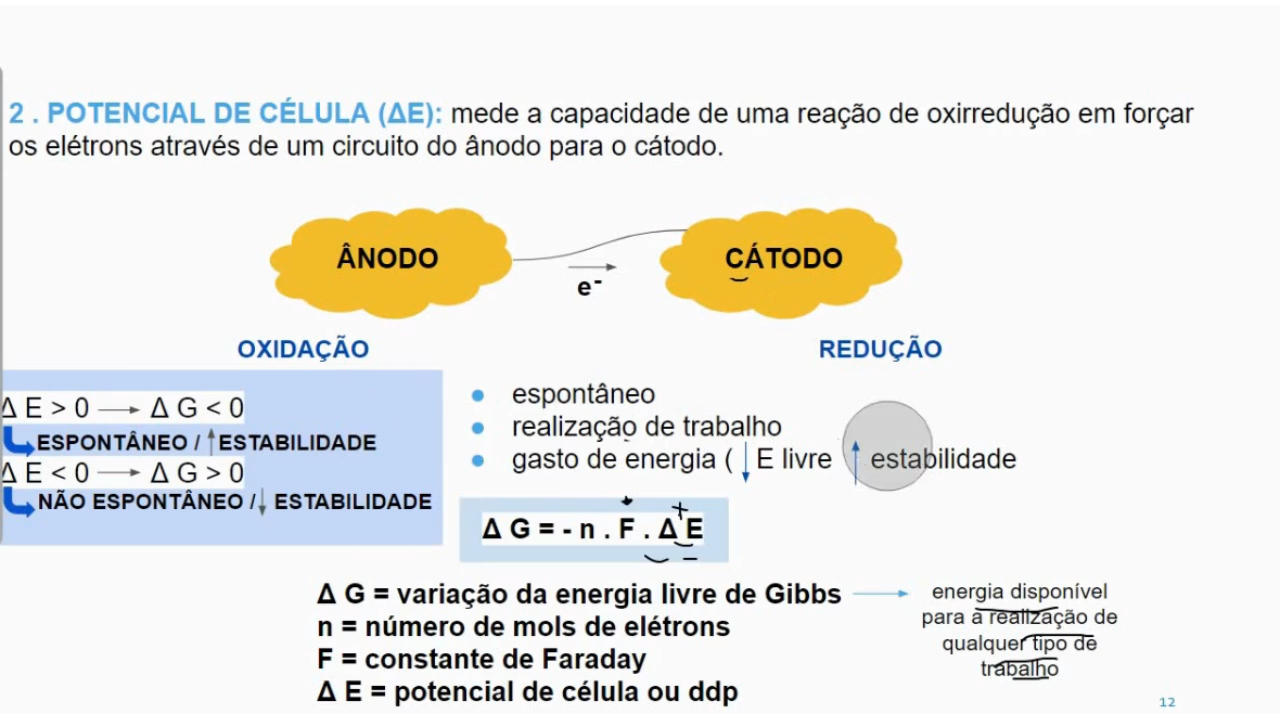 2 . POTENCIAL DE CÉLULA (ΔE): mede a capacidade de uma reação de oxirredução em forçar
os elétrons através de um circuito do ânodo para o cátodo.
ÂNODO
CÁTODO
e-
OXIDAÇÃO
REDUÇÃO
Δ E > 0 → Δ G < 0
ESPONTÂNEO / ↑ ESTABILIDADE
Δ E < 0 → Δ G > 0
NÃO ESPONTÂNEO / ↓ ESTABILIDADE
● espontâneo
● realização de trabalho
● gasto de energia ( ↓ E livre ↑ estabilidade
+
Δ G = - n . F . Δ E
-
Δ G = variação da energia livre de Gibbs →
n = número de mols de elétrons
F = constante de Faraday
Δ E = potencial de célula ou ddp
energia disponível
para a realização de
qualquer tipo de
trabalho
12